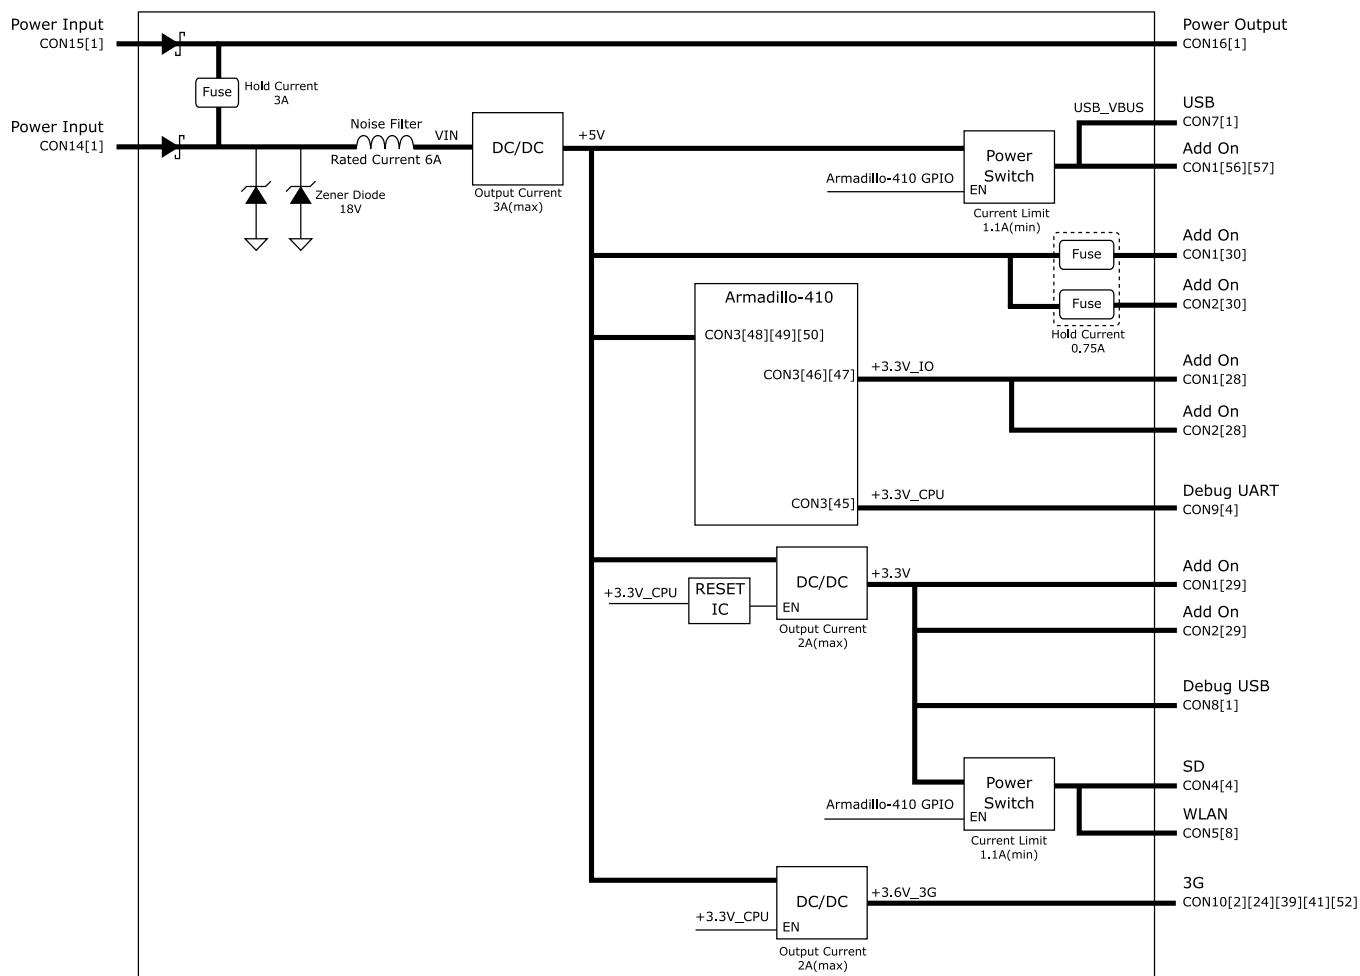 Power Input
CON15[1]
Power Output
CON16[1]
Fuse
Hold Current
3A
Power Input
CON14[1]
Noise Filter
Rated Current 6A
VIN
DC/DC
Output Current
3A(max)
+5V
Zener Diode
18V
Power
Switch
EN
Armadillo-410 GPIO
Current Limit
1.1A(min)
USB_VBUS
USB
CON7[1]
Add On
CON1[56][57]
Fuse
Add On
CON1[30]
Fuse
Add On
CON2[30]
Hold Current
0.75A
Armadillo-410
CON3[48][49][50]
CON3[46][47]
+3.3V_IO
Add On
CON1[28]
Add On
CON2[28]
CON3[45]
+3.3V_CPU
Debug UART
CON9[4]
+3.3V_CPU
RESET
IC
DC/DC
EN
Output Current
2A(max)
+3.3V
Add On
CON1[29]
Add On
CON2[29]
Debug USB
CON8[1]
Armadillo-410 GPIO
Power
Switch
EN
Current Limit
1.1A(min)
SD
CON4[4]
WLAN
CON5[8]
+3.3V_CPU
DC/DC
EN
Output Current
2A(max)
+3.6V_3G
3G
CON10[2][24][39][41][52]